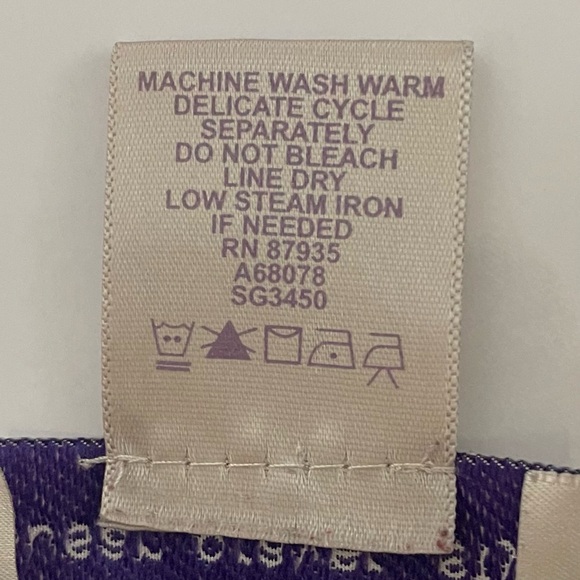 MACHINE WASH WARM
DELICATE CYCLE
SEPARATELY
DO NOT BLEACH
LINE DRY
LOW STEAM IRON
IF NEEDED
RN 87935
A68078
SG3450